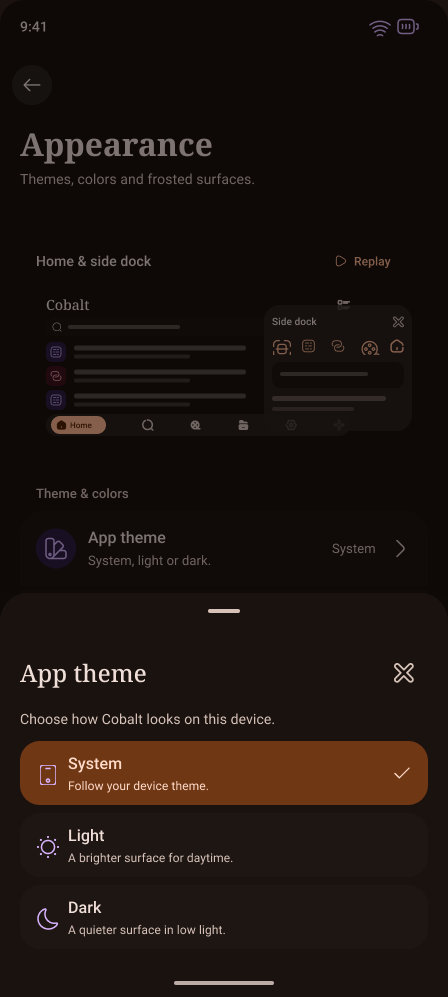 9:41
Appearance
Themes, colors and frosted surfaces.
Home & side dock
Replay
Cobalt
Side dock
Home
Theme & colors
App theme
System, light or dark.
System
App theme
Choose how Cobalt looks on this device.
System
Follow your device theme.
Light
A brighter surface for daytime.
Dark
A quieter surface in low light.